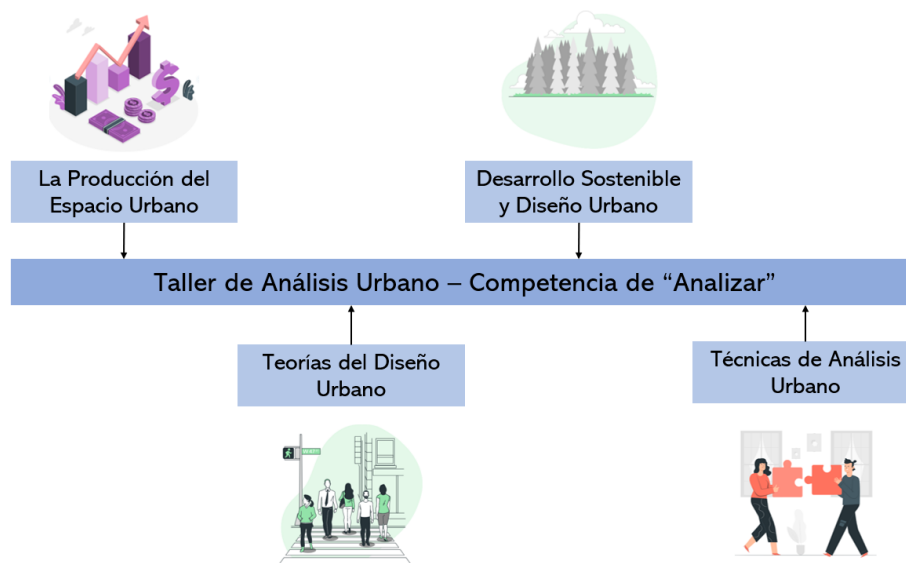 La Producción del
Espacio Urbano
Desarrollo Sostenible
y Diseño Urbano
Taller de Análisis Urbano – Competencia de “Analizar”
Teorías del Diseño
Urbano
Técnicas de Análisis
Urbano